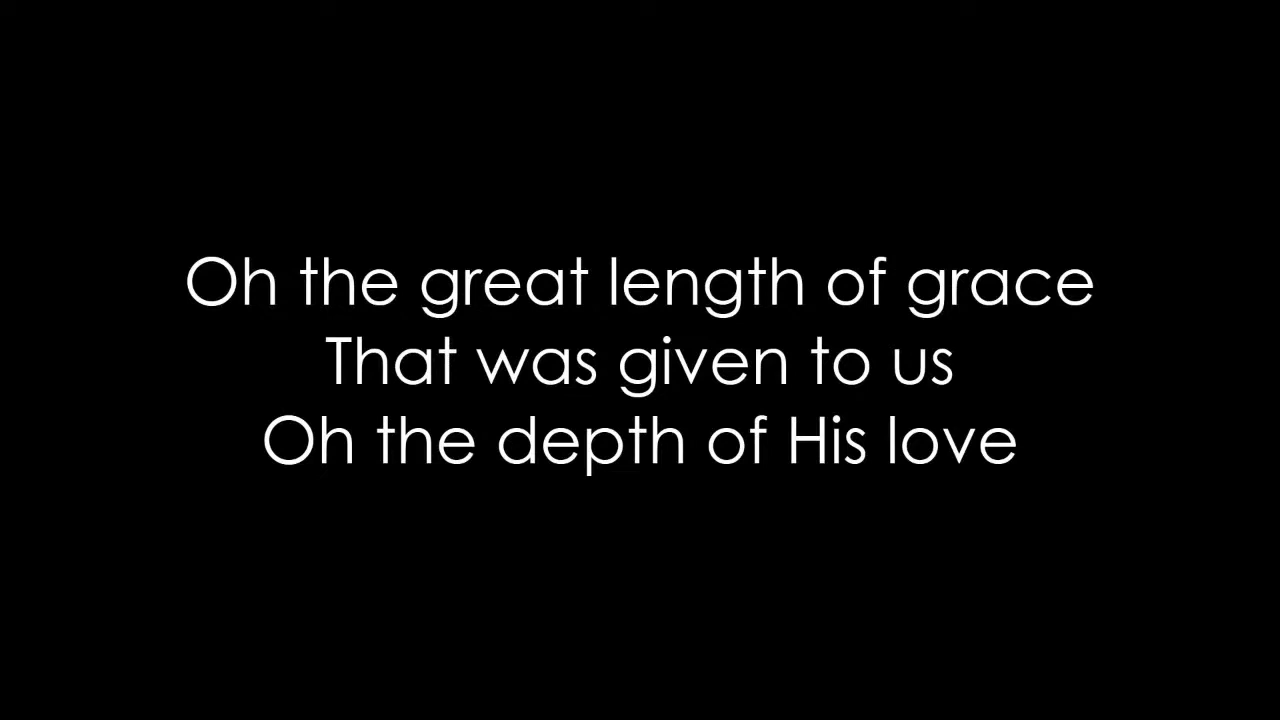 Oh the great length of grace
That was given to us
Oh the depth of His love